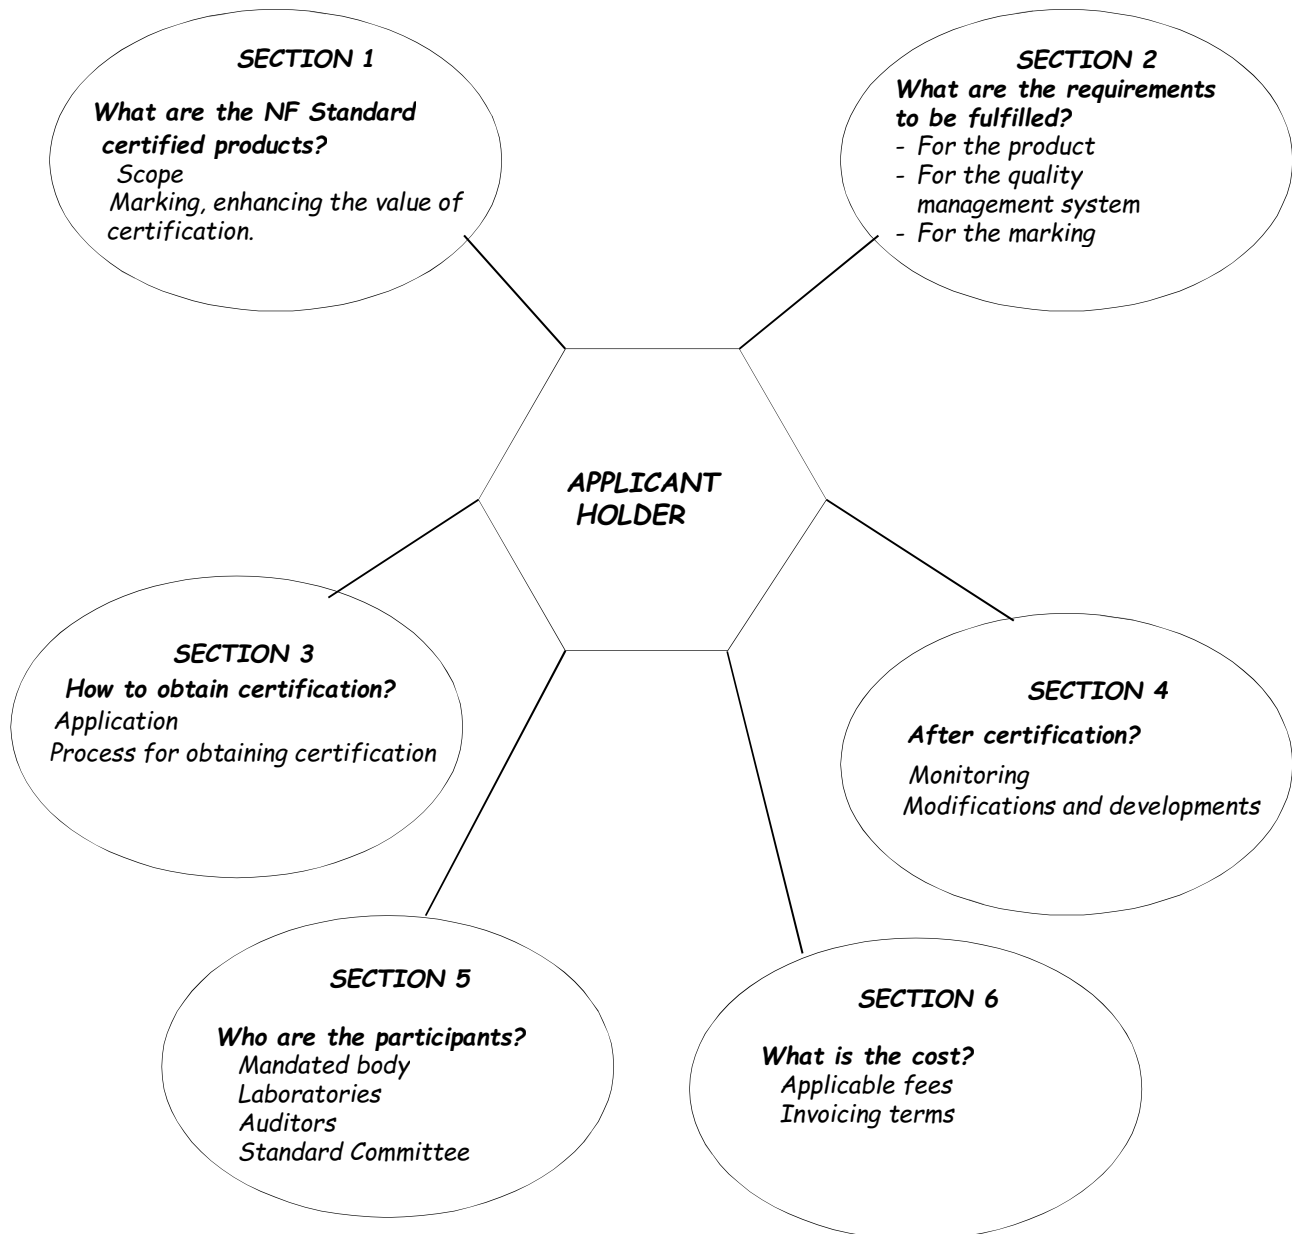 SECTION 1
What are the NF Standard
certified products?
Scope
Marking, enhancing the value of
certification.
SECTION 2
What are the requirements
to be fulfilled?
- For the product
- For the quality
management system
- For the marking
APPLICANT
HOLDER
SECTION 3
How to obtain certification?
Application
Process for obtaining certification
SECTION 4
After certification?
Monitoring
Modifications and developments
SECTION 5
Who are the participants?
Mandated body
Laboratories
Auditors
Standard Committee
SECTION 6
What is the cost?
Applicable fees
Invoicing terms